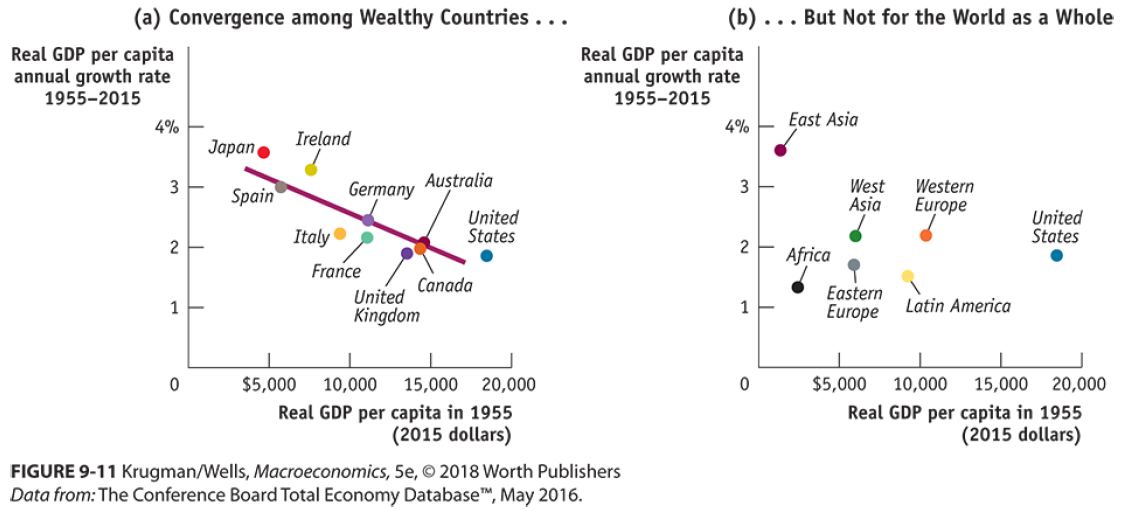 (a) Convergence among Wealthy Countries . . .
Real GDP per capita
annual growth rate
1955–2015
4%
3
2
1
0
Japan
Ireland
Spain
Germany
Australia
United
States
Italy
France
United
Kingdom
Canada
$5,000
10,000
15,000
20,000
Real GDP per capita in 1955
(2015 dollars)
(b) . . . But Not for the World as a Whole
Real GDP per capita
annual growth rate
1955–2015
4%
3
2
1
0
East Asia
West
Asia
Western
Europe
United
States
Africa
Eastern
Europe
Latin America
$5,000
10,000
15,000
20,000
Real GDP per capita in 1955
(2015 dollars)
FIGURE 9-11 Krugman/Wells, Macroeconomics, 5e, © 2018 Worth Publishers
Data from: The Conference Board Total Economy Database™, May 2016.